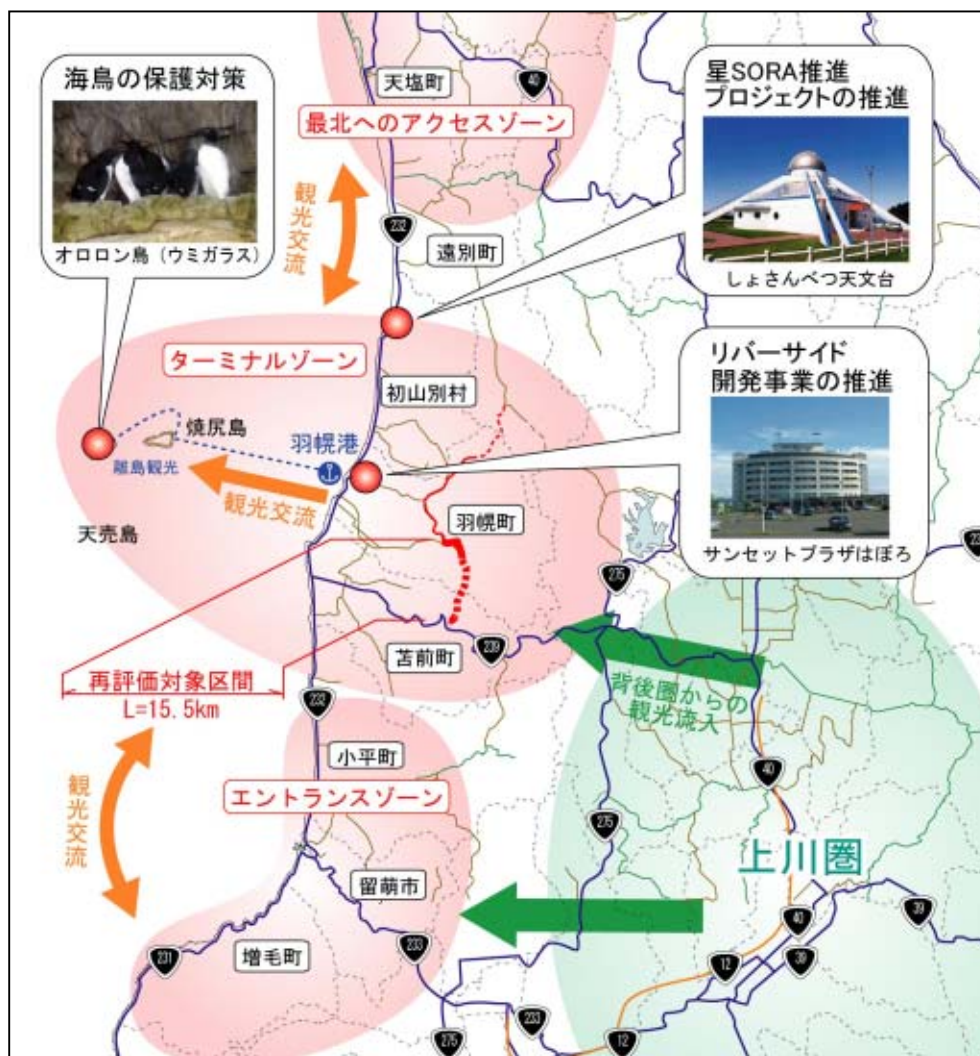 海鳥の保護対策
オロロン鳥（ウミガラス）
天塩町
40
最北へのアクセスゾーン
星SORA推進
プロジェクトの推進
しょさんべつ天文台
観光交流
232
遠別町
ターミナルゾーン
初山別村
リバーサイド
開発事業の推進
サンセットプラザはぼろ
焼尻島
羽幌港
離島観光
観光交流
天売島
羽幌町
275
苫前町
239
背後圏からの
観光流入
再評価対象区間
L=15.5km
232
小平町
エントランスゾーン
観光交流
40
275
上川圏
留萌市
40
39
231
増毛町
233
12
39
233
275
12